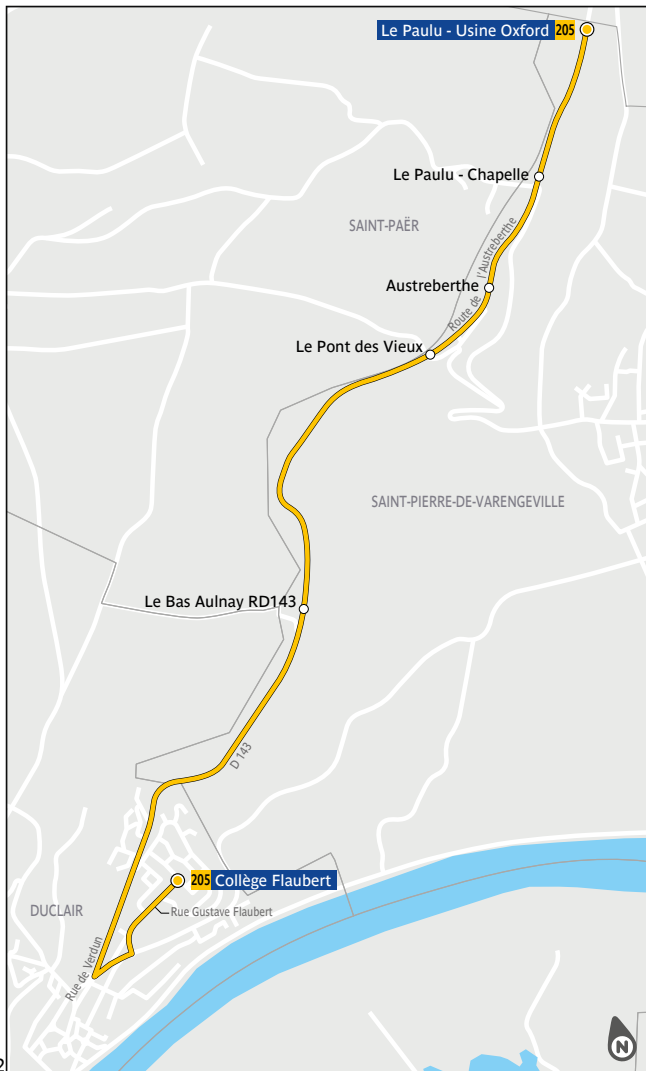 Le Paulu - Usine Oxford 205
Le Paulu - Chapelle
SAINT-PAËR
Route de l'Austreberthe
Austreberthe
Le Pont des Vieux
SAINT-PIERRE-DE-VARENGEVILLE
Le Bas Aulnay RD143
D 143
205 Collège Flaubert
DUCLAIR
Rue Gustave Flaubert
Rue de Verdun
N
2